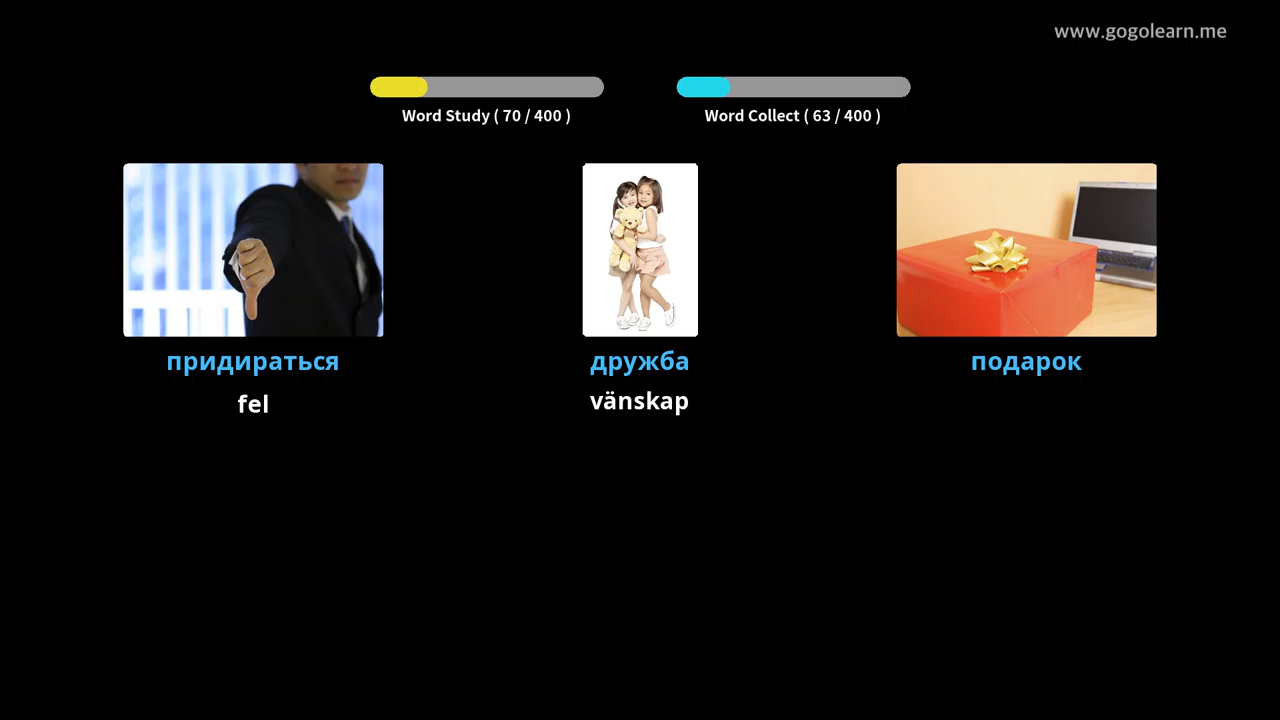 www.gogolearn.me
Word Study ( 70 / 400 )
Word Collect ( 63 / 400 )
придираться
дружба
подарок
fel
vänskap